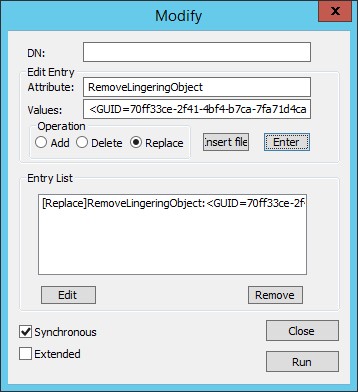 Modify
x
DN:
Edit Entry
Attribute: RemoveLingeringObject
Values: <GUID=70ff33ce-2f41-4bf4-b7ca-7fa71d4ca
Operation
Add Delete Replace Insert file Enter
Entry List
[Replace]RemoveLingeringObject:<GUID=70ff33ce-2f4
Edit Remove
Synchronous Close
Extended
Run